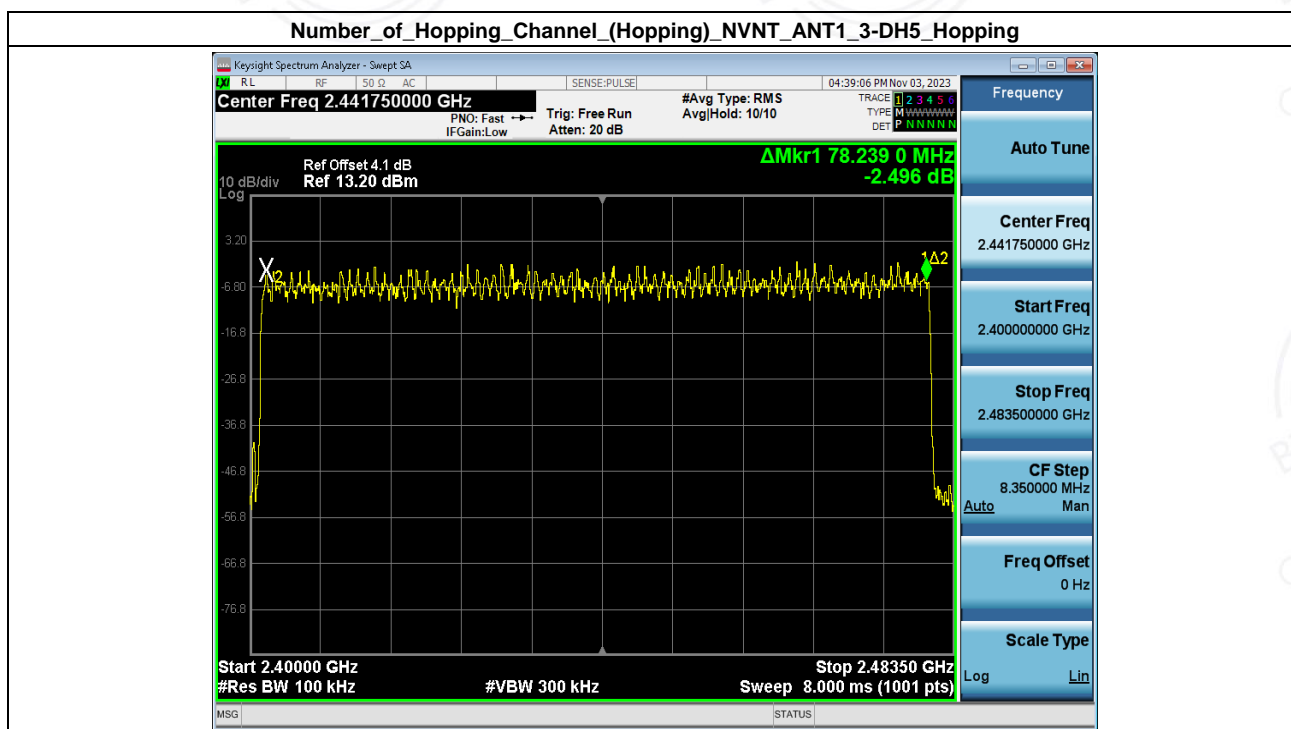 Number_of_Hopping_Channel_(Hopping)_NVNT_ANT1_3-DH5_Hopping
Keysight Spectrum Analyzer - Swept SA
LXI RL RF 50 Ω AC SENSE:PULSE 04:39:06 PM Nov 03, 2023
Center Freq 2.441750000 GHz
PNO: Fast
IFGain:Low
Trig: Free Run
Atten: 20 dB
#Avg Type: RMS
Avg|Hold: 10/10
TRACE 1 2 3 4 5 6
TYPE M WWWWW
DET P N N N N N
ΔMkr1 78.239 0 MHz
-2.496 dB
Ref Offset 4.1 dB
10 dB/div Ref 13.20 dBm
Log
3.20
-6.80
-16.8
-26.8
-36.8
-46.8
-56.8
-66.8
-76.8
X2
1Δ2
Start 2.40000 GHz Stop 2.48350 GHz
#Res BW 100 kHz #VBW 300 kHz Sweep 8.000 ms (1001 pts)
MSG STATUS
Frequency
Auto Tune
Center Freq
2.441750000 GHz
Start Freq
2.400000000 GHz
Stop Freq
2.483500000 GHz
CF Step
8.350000 MHz
Auto Man
Freq Offset
0 Hz
Scale Type
Log Lin